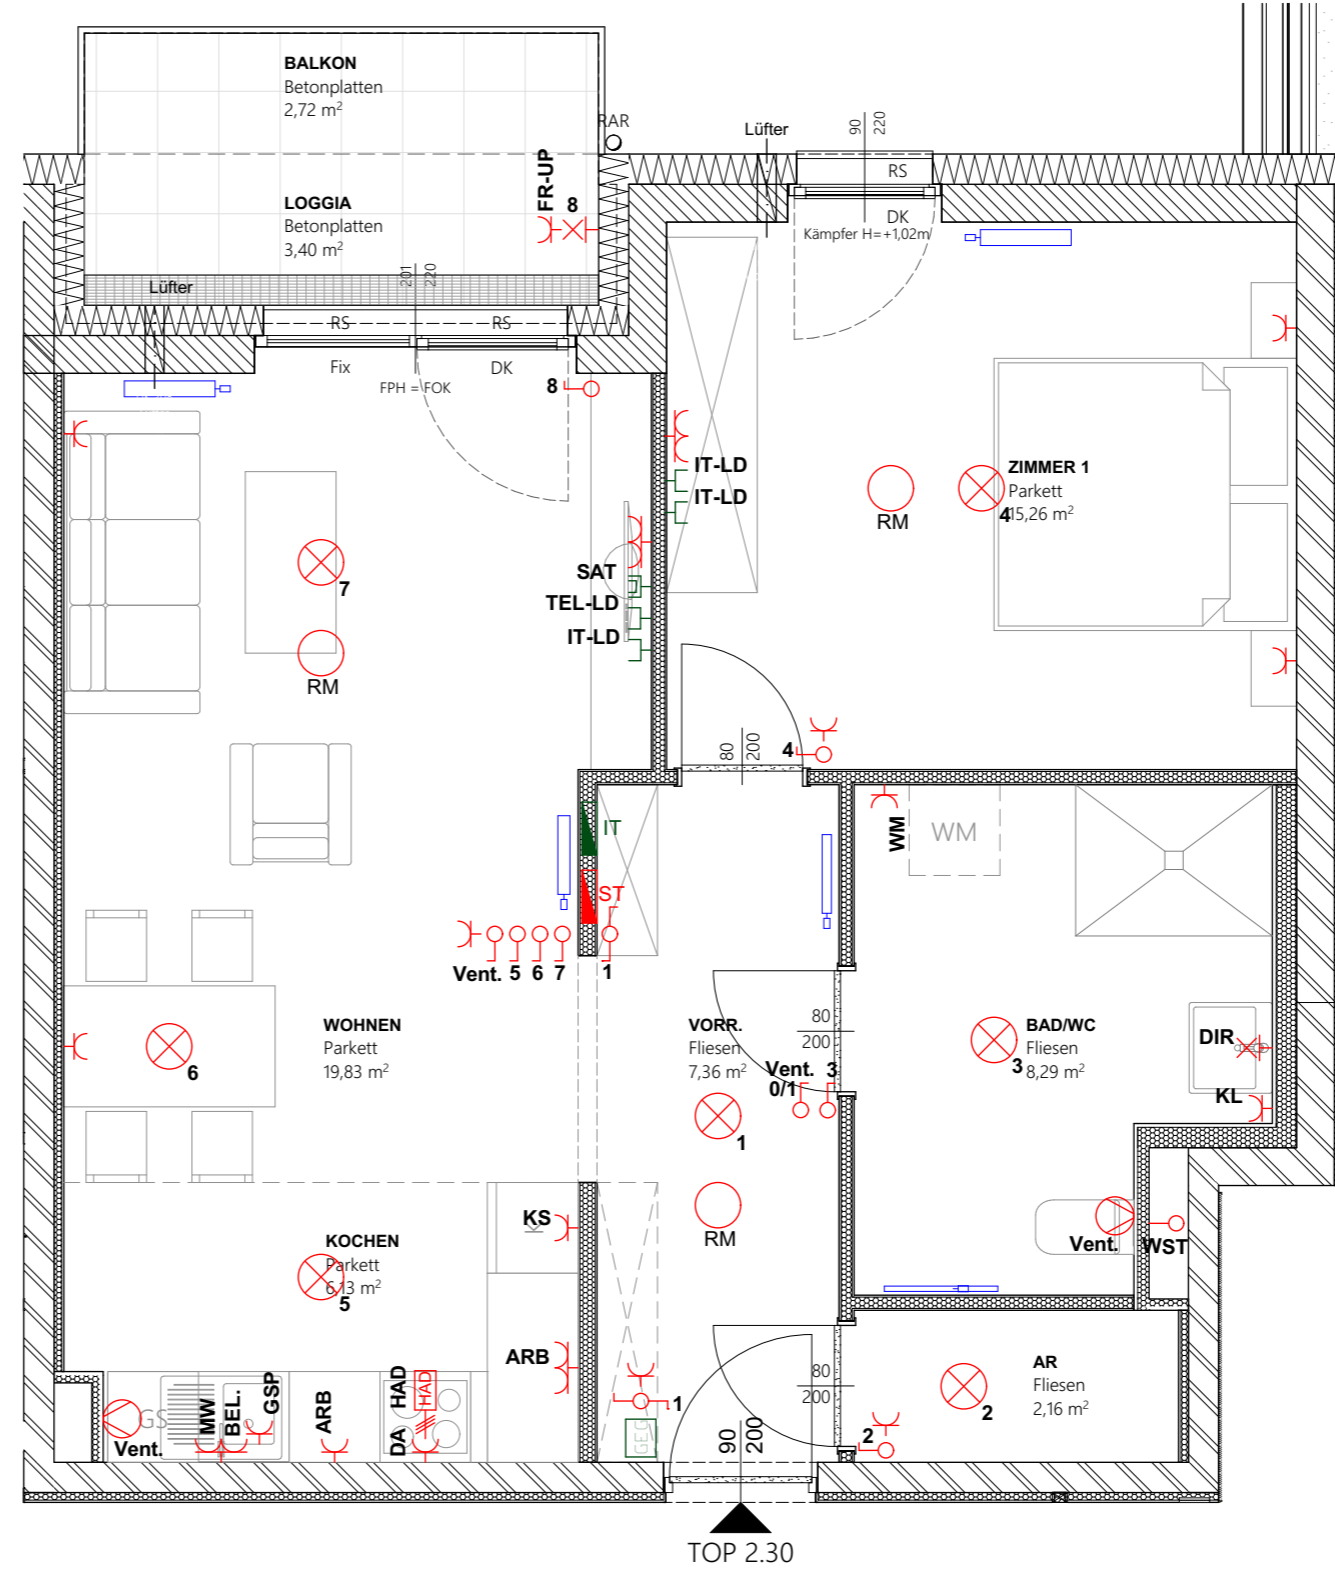 BALKON
Betonplatten
2,72 m²
RAR
Lüfter
90
220
RS
FR-UP
8
LOGGIA
Betonplatten
3,40 m²
DK
Kämpfer H=+1,02m
Lüfter
201
220
RS
RS
Fix
DK
FPH = FOK
8
IT-LD
IT-LD
ZIMMER 1
Parkett
15,26 m²
4
RM
7
SAT
TEL-LD
IT-LD
RM
4
80
200
IT
WM
WM
ST
Vent.
5
6
7
1
WOHNEN
Parkett
19,83 m²
6
VORR.
Fliesen
7,36 m²
80
200
Vent.
0/1
3
BAD/WC
Fliesen
8,29 m²
3
DIR
KL
1
RM
KS
KOCHEN
Parkett
6,13 m²
5
Vent.
WST
ARB
GS
Vent.
MW
BEL.
GSP
ARB
DA
HAD
HAD
1
GEG
90
200
80
200
2
AR
Fliesen
2,16 m²
2
TOP 2.30